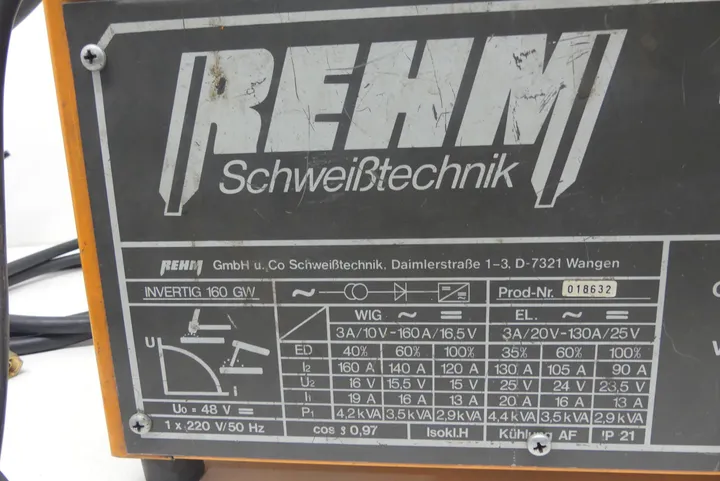 REHM
Schweißtechnik
REHM GmbH u. Co Schweißtechnik, Daimlerstraße 1-3, D-7321 Wangen
INVERTIG 160 GW
Prod-Nr. 018632
WIG ~ =
EL. ~ =
3A/10V-160A/16,5V
3A/20V-130A/25V
ED 40% 60% 100% 35% 60% 100%
I2 160 A 140 A 120 A 130 A 105 A 90 A
U2 16 V 15,5 V 15 V 25 V 24 V 23,5 V
I1 19 A 16 A 13 A 20 A 16 A 13 A
P1 4,2 kVA 3,5 kVA 2,9 kVA 4,4 kVA 3,5 kVA 2,9 kVA
U
i
U0 = 48 V =
1 x 220 V/50 Hz
cos 0,97
Isokl.H
Kühlung AF
IP 21